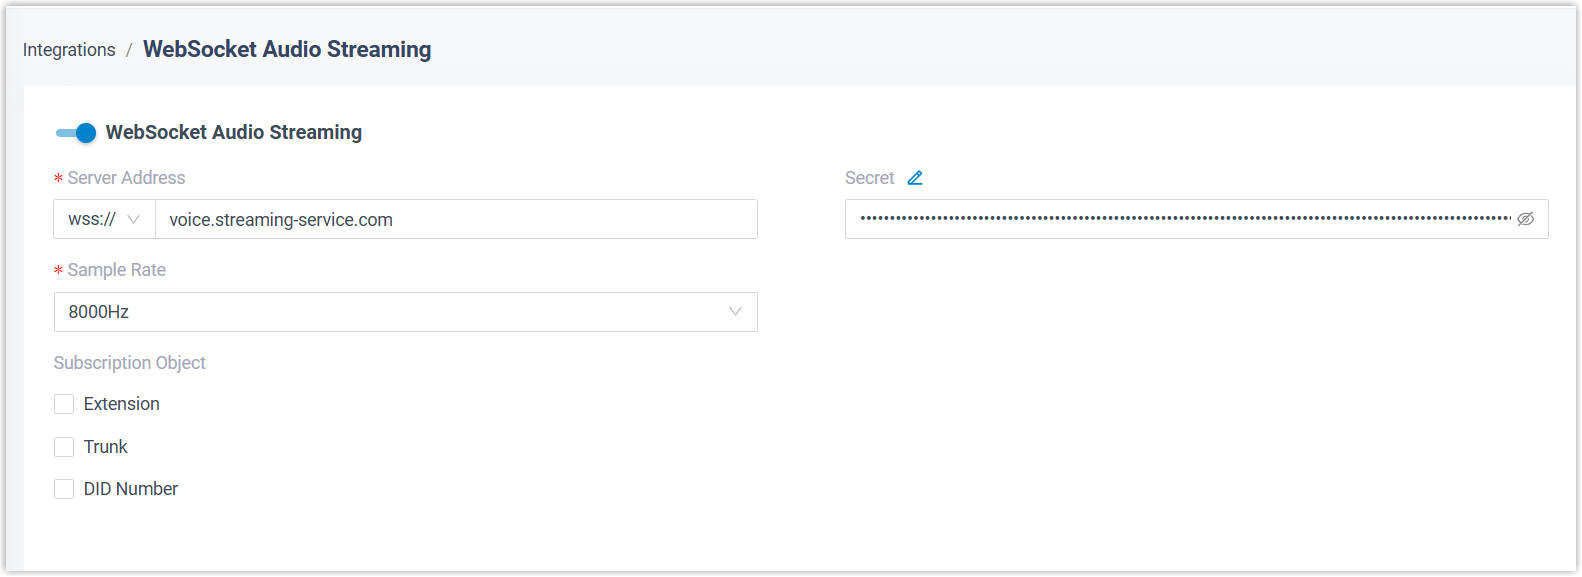 Integrations / WebSocket Audio Streaming
WebSocket Audio Streaming
* Server Address
Secret
wss:// voice.streaming-service.com
* Sample Rate
8000Hz
Subscription Object
Extension
Trunk
DID Number